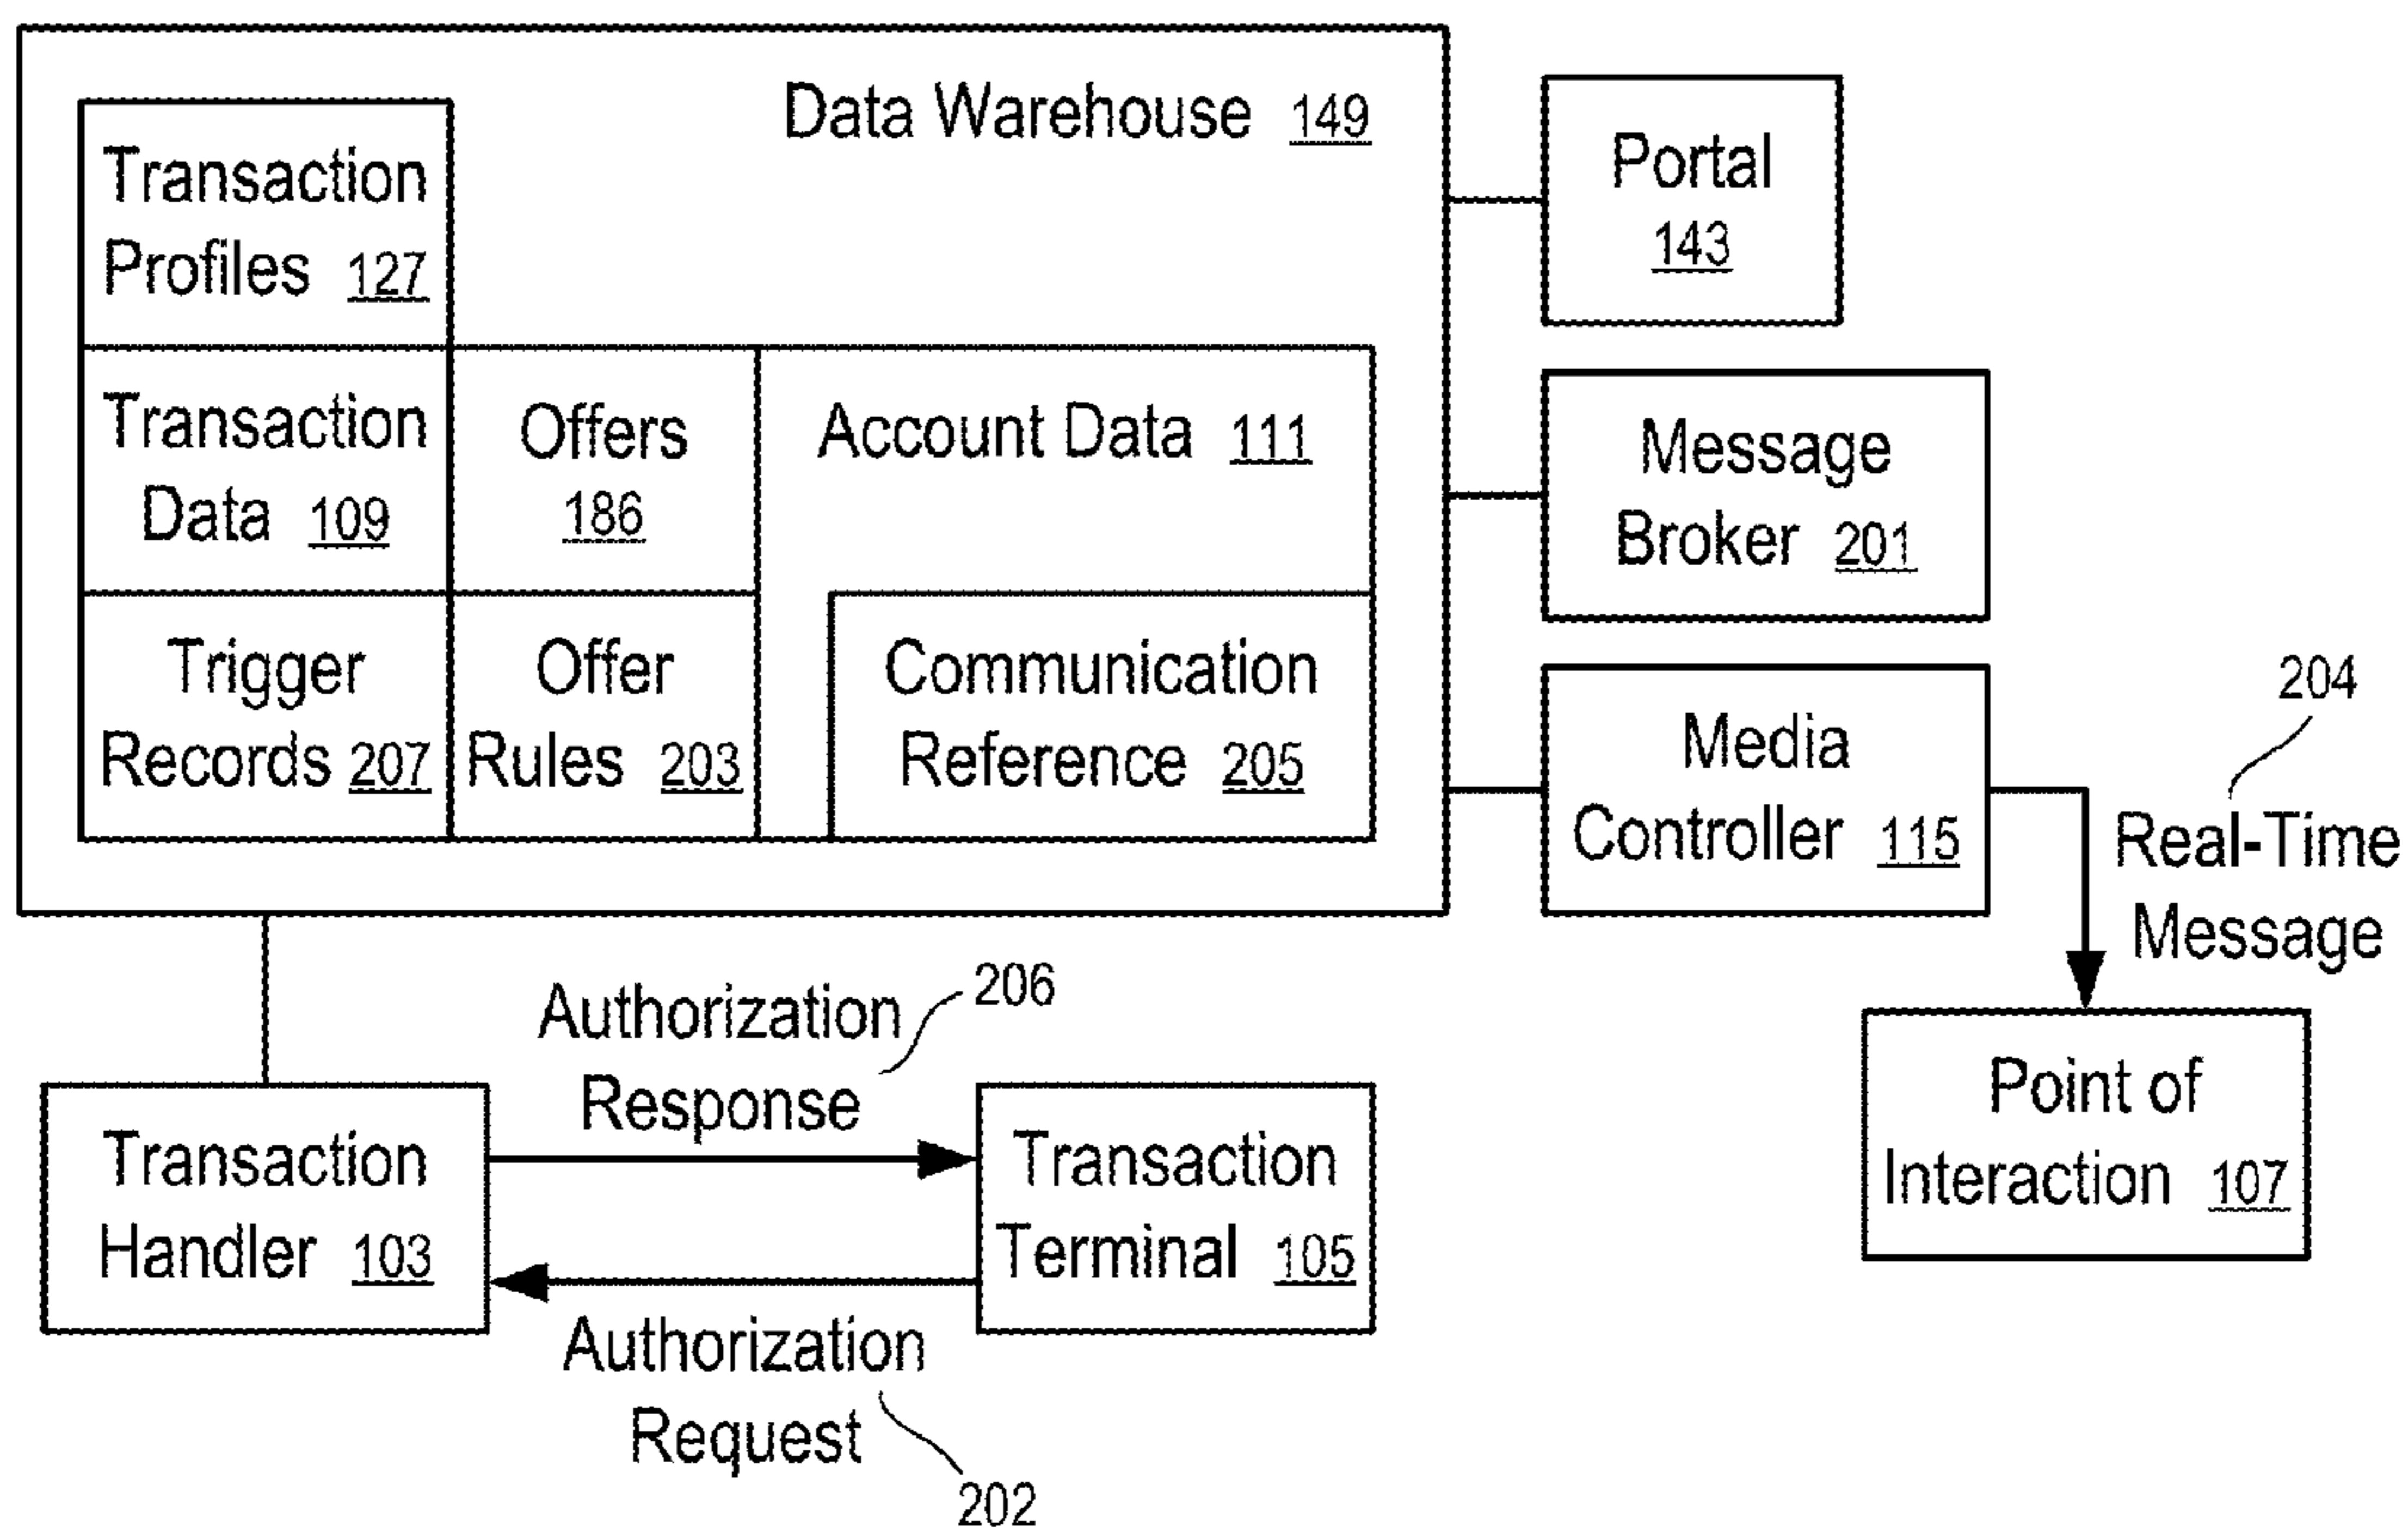 Data Warehouse 149
Transaction
Profiles 127
Transaction
Data 109
Offers
186
Account Data 111
Trigger
Records 207
Offer
Rules 203
Communication
Reference 205
Portal
143
Message
Broker 201
Media
Controller 115
204
Real-Time
Message
Point of
Interaction 107
Authorization
Response
206
Transaction
Handler 103
Transaction
Terminal 105
Authorization
Request
202